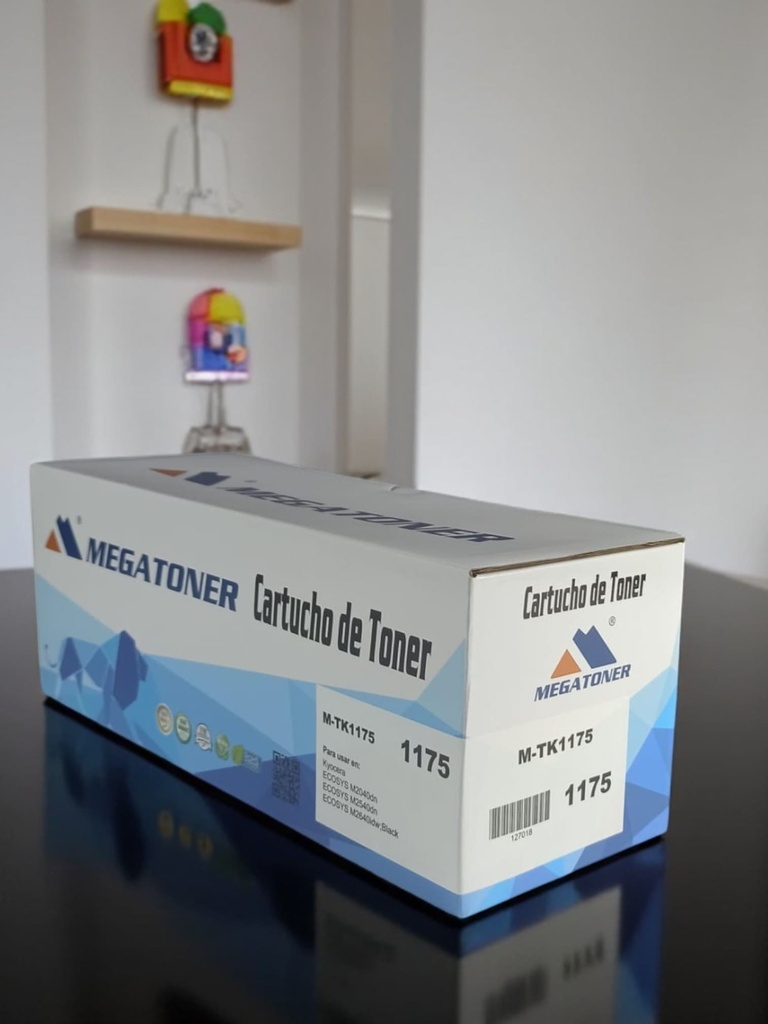 MEGATONER
®
MEGATONER
Cartucho de Toner
M-TK1175
1175
Para usar en:
Kyocera
ECOSYS M2040dn
ECOSYS M2540dn
ECOSYS M2640idw,Black
Cartucho de Toner
®
MEGATONER
M-TK1175
1175
127018